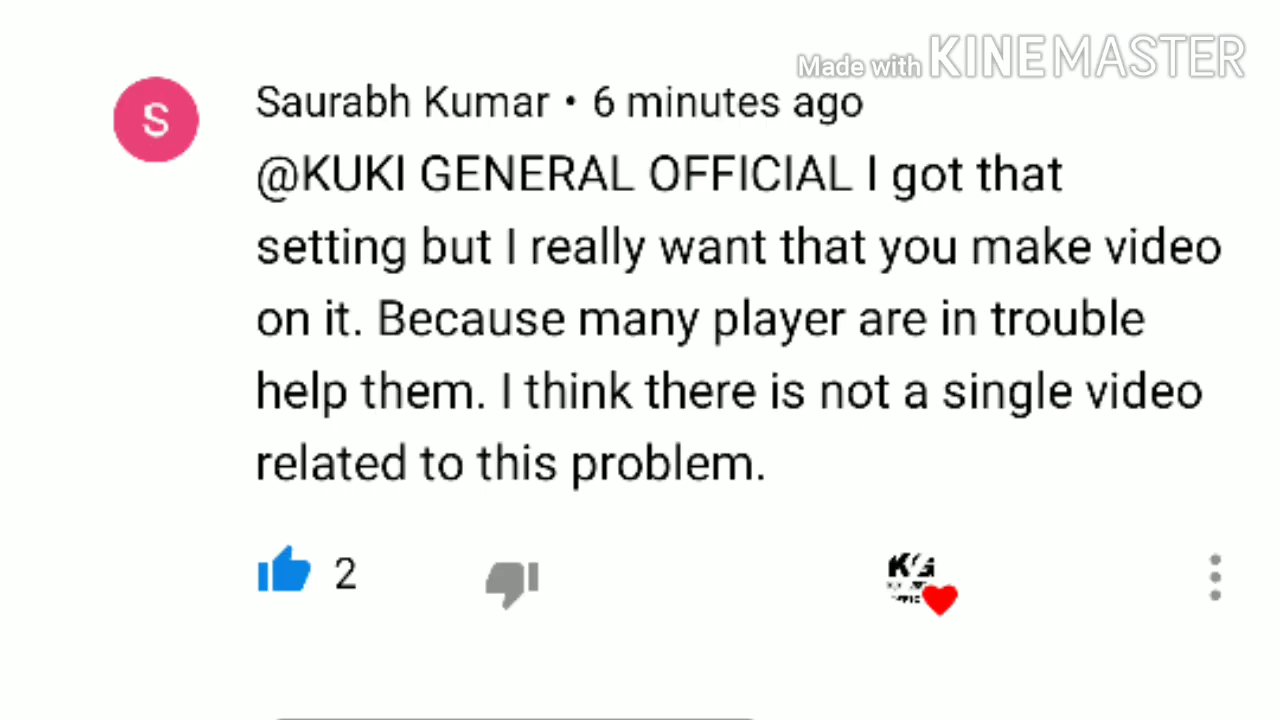 Made with KINEMASTER
S
Saurabh Kumar • 6 minutes ago
@KUKI GENERAL OFFICIAL I got that
setting but I really want that you make video
on it. Because many player are in trouble
help them. I think there is not a single video
related to this problem.
2
KG